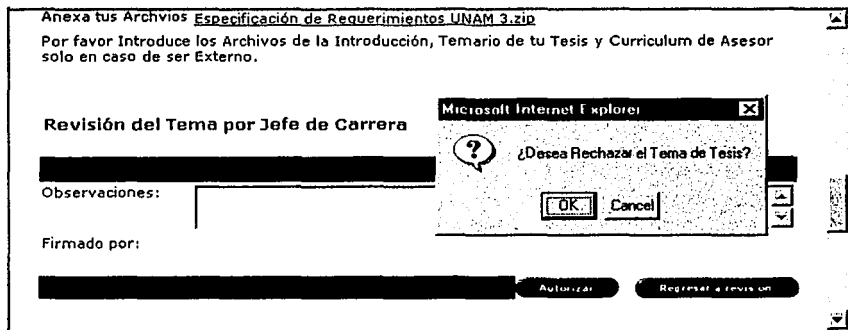 Anexa tus Archvios Especificación de Requerimientos UNAM 3.zip
Por favor Introduce los Archivos de la Introducción, Temario de tu Tesis y Curriculum de Asesor
solo en caso de ser Externo.
Revisión del Tema por Jefe de Carrera
Microsoft Internet Explorer
¿Desea Rechazar el Tema de Tesis?
OK Cancel
Observaciones:
Firmado por:
Autorizar Regresar a revision